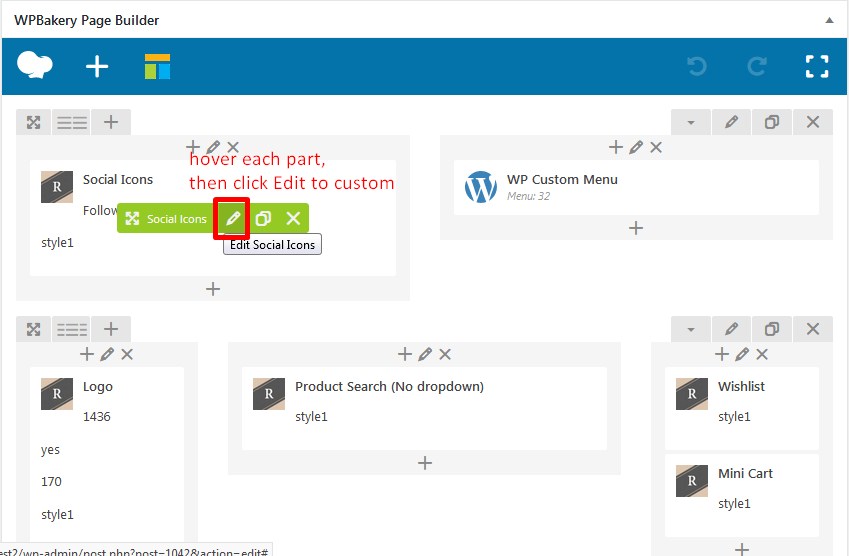 WPBakery Page Builder
hover each part,
then click Edit to custom
Social Icons
Follow
Social Icons
Edit Social Icons
style1
WP Custom Menu
Menu: 32
Logo
1436
yes
170
style1
Product Search (No dropdown)
style1
Wishlist
style1
Mini Cart
style1
est2/wp-admin/post.php?post=1042&action=edit#